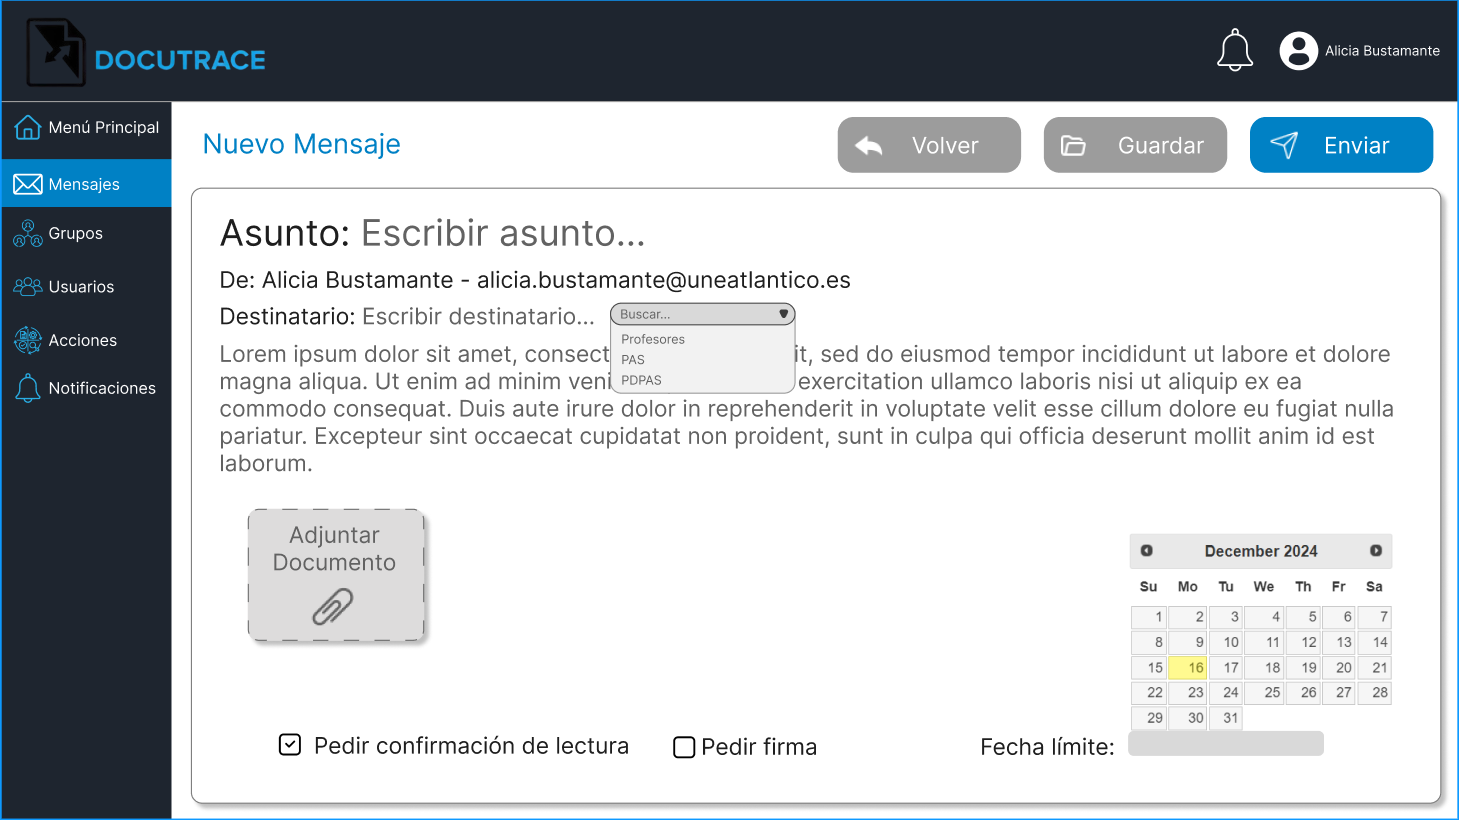 DOCUTRACE
Alicia Bustamante
Menú Principal
Mensajes
Grupos
Usuarios
Acciones
Notificaciones
Nuevo Mensaje
Volver
Guardar
Enviar
Asunto: Escribir asunto...
De: Alicia Bustamante - alicia.bustamante@uneatlantico.es
Destinatario: Escribir destinatario...
Buscar...
Profesores
PAS
PDPAS
Lorem ipsum dolor sit amet, consect it, sed do eiusmod tempor incididunt ut labore et dolore
magna aliqua. Ut enim ad minim veni exercitation ullamco laboris nisi ut aliquip ex ea
commodo consequat. Duis aute irure dolor in reprehenderit in voluptate velit esse cillum dolore eu fugiat nulla
pariatur. Excepteur sint occaecat cupidatat non proident, sunt in culpa qui officia deserunt mollit anim id est
laborum.
Adjuntar
Documento
December 2024
Su Mo Tu We Th Fr Sa
1 2 3 4 5 6 7
8 9 10 11 12 13 14
15 16 17 18 19 20 21
22 23 24 25 26 27 28
29 30 31
Pedir confirmación de lectura
Pedir firma
Fecha límite: